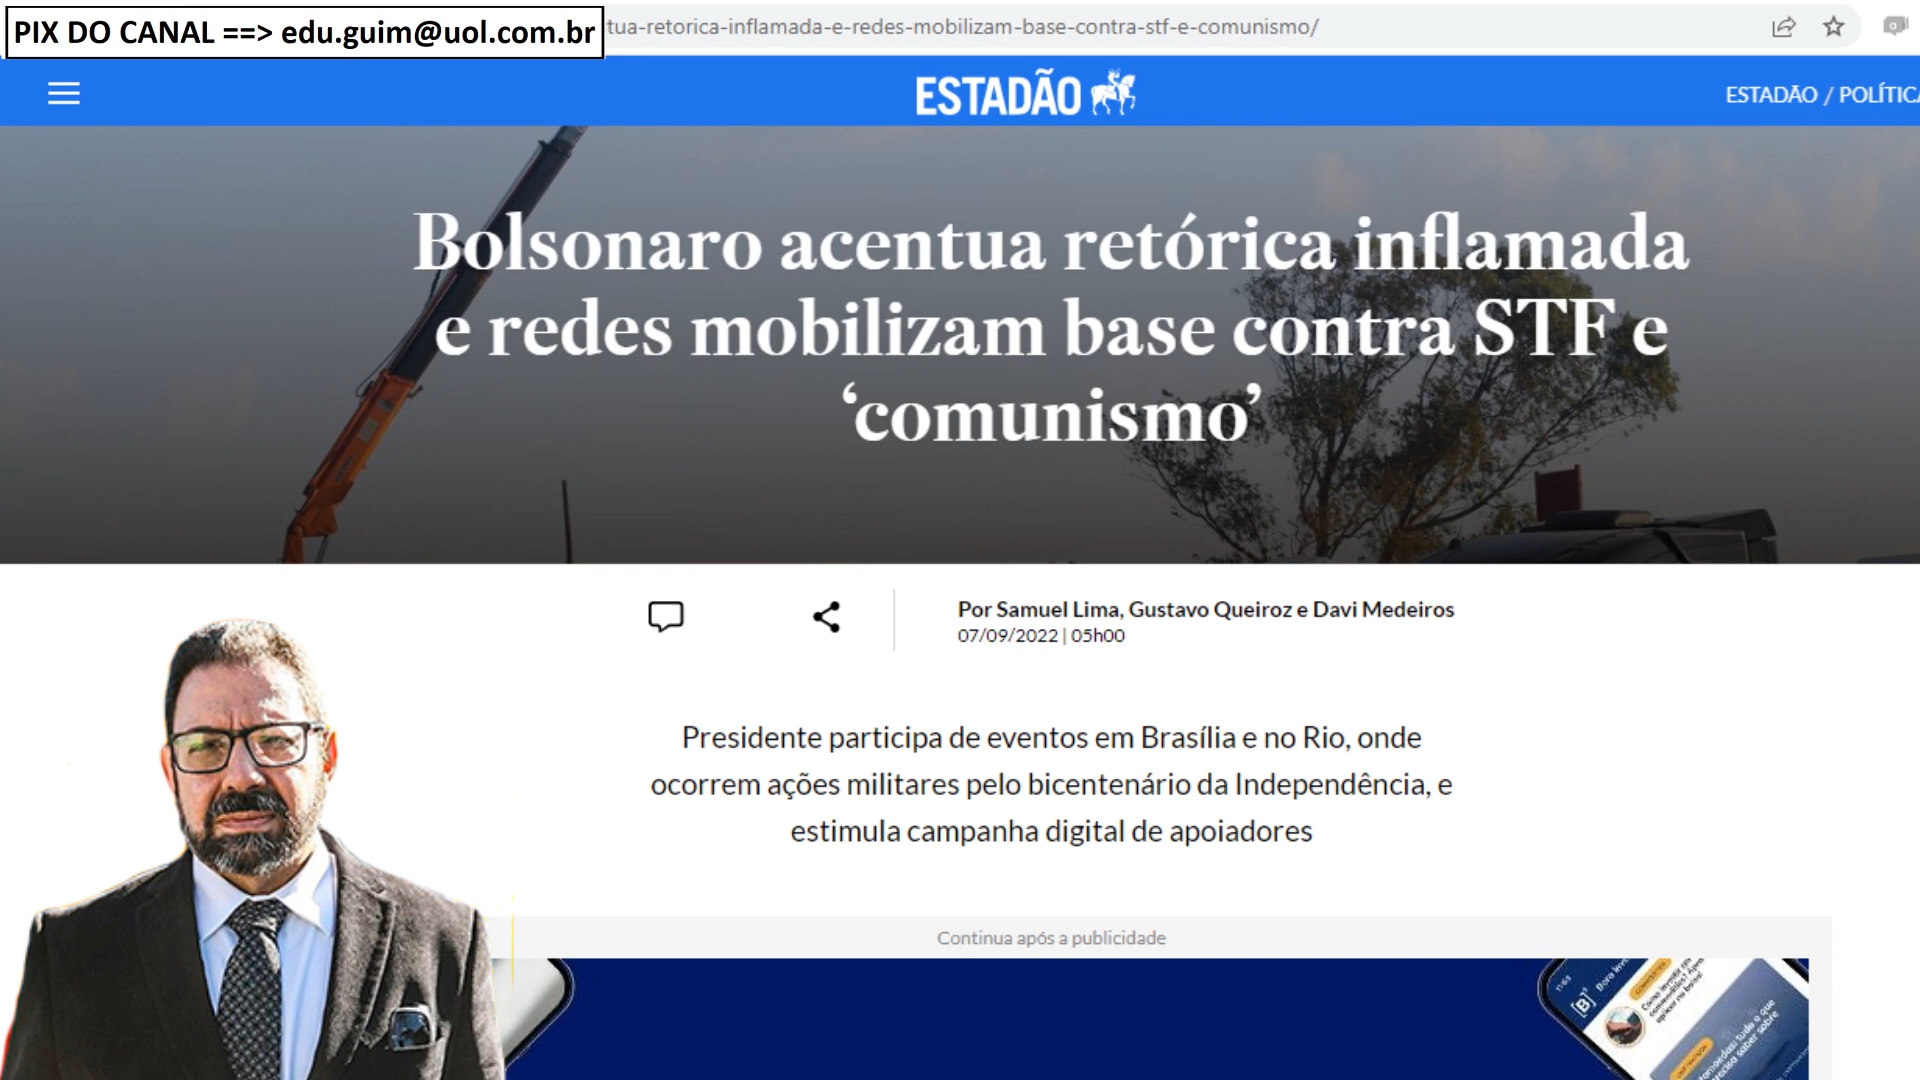 PIX DO CANAL ==> edu.guim@uol.com.br
tua-retorica-inflamada-e-redes-mobilizam-base-contra-stf-e-comunismo/
ESTADÃO
ESTADÃO / POLÍTICA
Bolsonaro acentua retórica inflamada
e redes mobilizam base contra STF e
‘comunismo’
Por Samuel Lima, Gustavo Queiroz e Davi Medeiros
07/09/2022 | 05h00
Presidente participa de eventos em Brasília e no Rio, onde
ocorrem ações militares pelo bicentenário da Independência, e
estimula campanha digital de apoiadores
Continua após a publicidade
[B]³